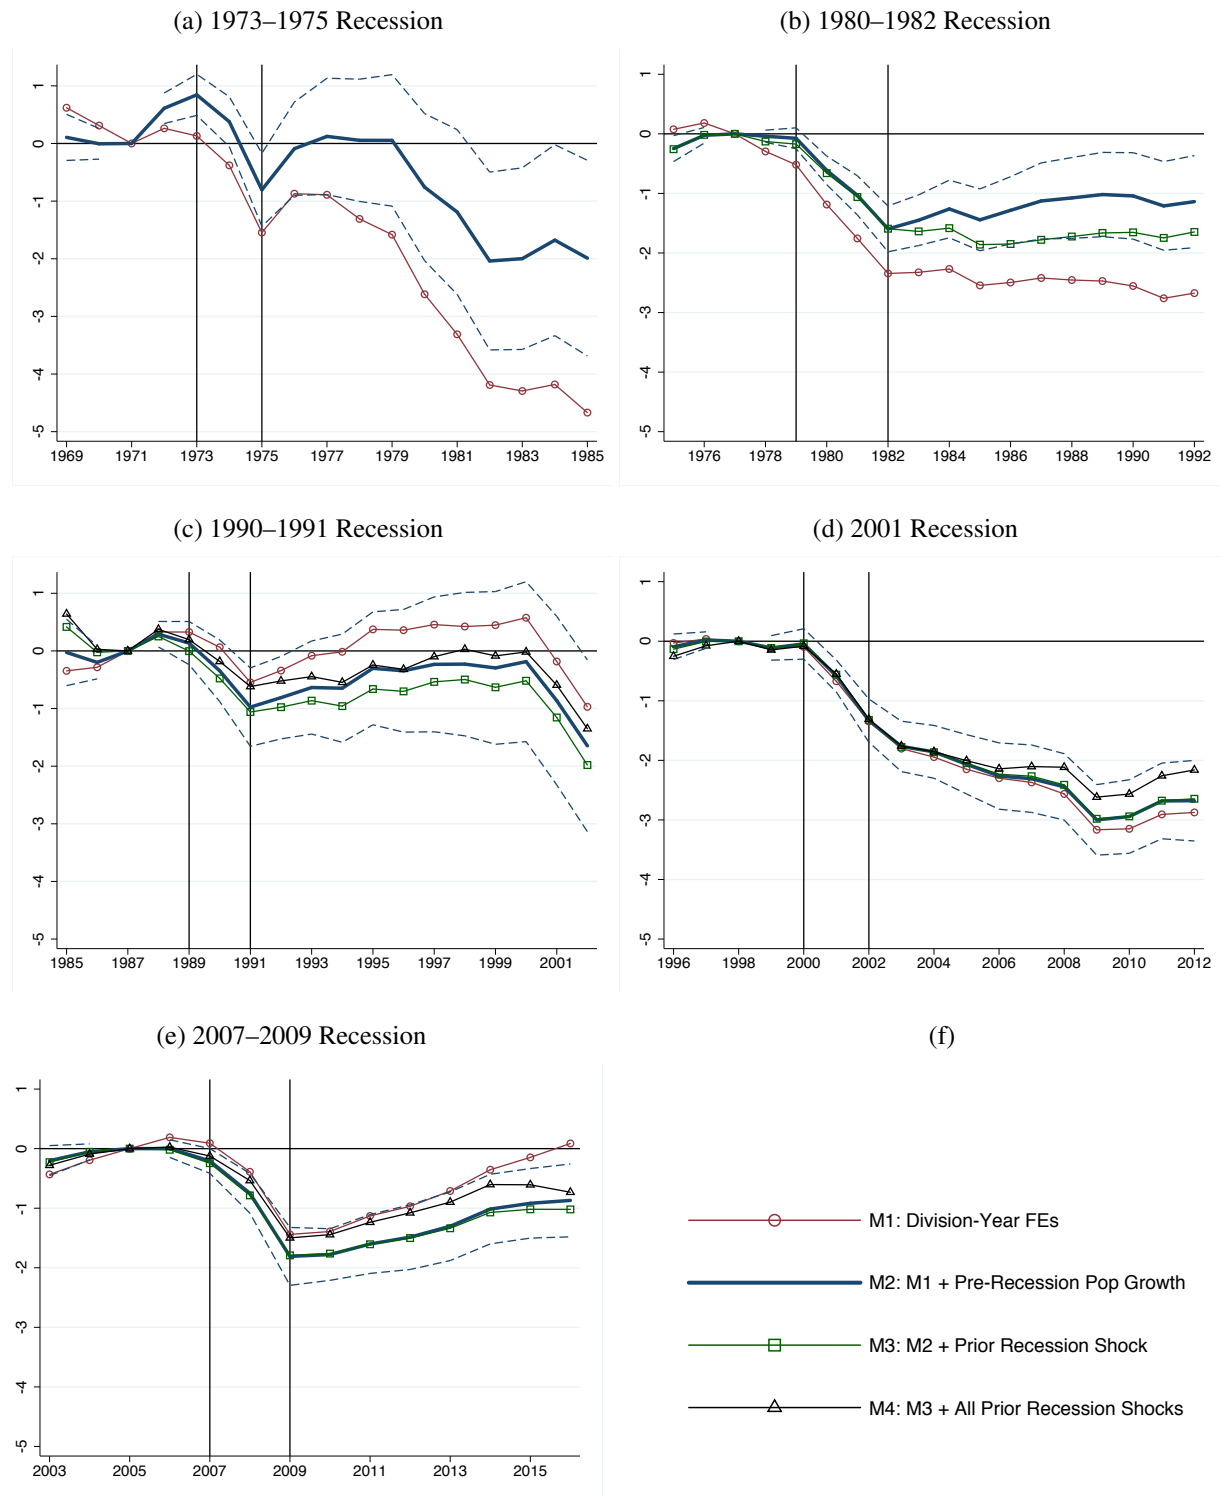 (a) 1973–1975 Recession
1
0
-1
-2
-3
-4
-5
1969 1971 1973 1975 1977 1979 1981 1983 1985
(b) 1980–1982 Recession
1
0
-1
-2
-3
-4
-5
1976 1978 1980 1982 1984 1986 1988 1990 1992
(c) 1990–1991 Recession
1
0
-1
-2
-3
-4
-5
1985 1987 1989 1991 1993 1995 1997 1999 2001
(d) 2001 Recession
1
0
-1
-2
-3
-4
-5
1996 1998 2000 2002 2004 2006 2008 2010 2012
(e) 2007–2009 Recession
1
0
-1
-2
-3
-4
-5
2003 2005 2007 2009 2011 2013 2015
(f)
M1: Division-Year FEs
M2: M1 + Pre-Recession Pop Growth
M3: M2 + Prior Recession Shock
M4: M3 + All Prior Recession Shocks